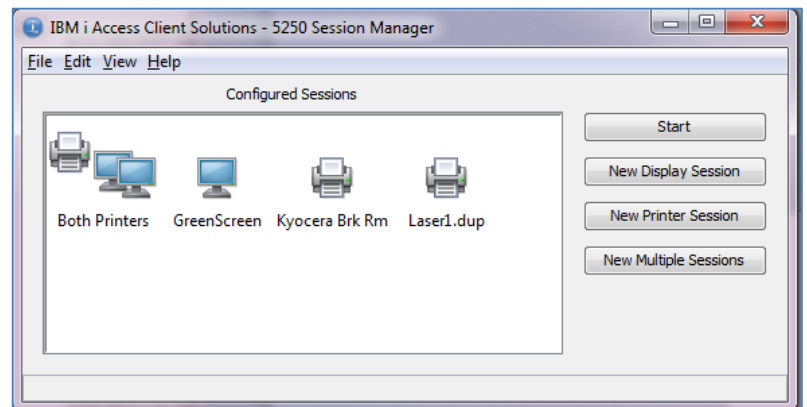 IBM i Access Client Solutions - 5250 Session Manager
File Edit View Help
Configured Sessions
Both Printers
GreenScreen
Kyocera Brk Rm
Laser1.dup
Start
New Display Session
New Printer Session
New Multiple Sessions